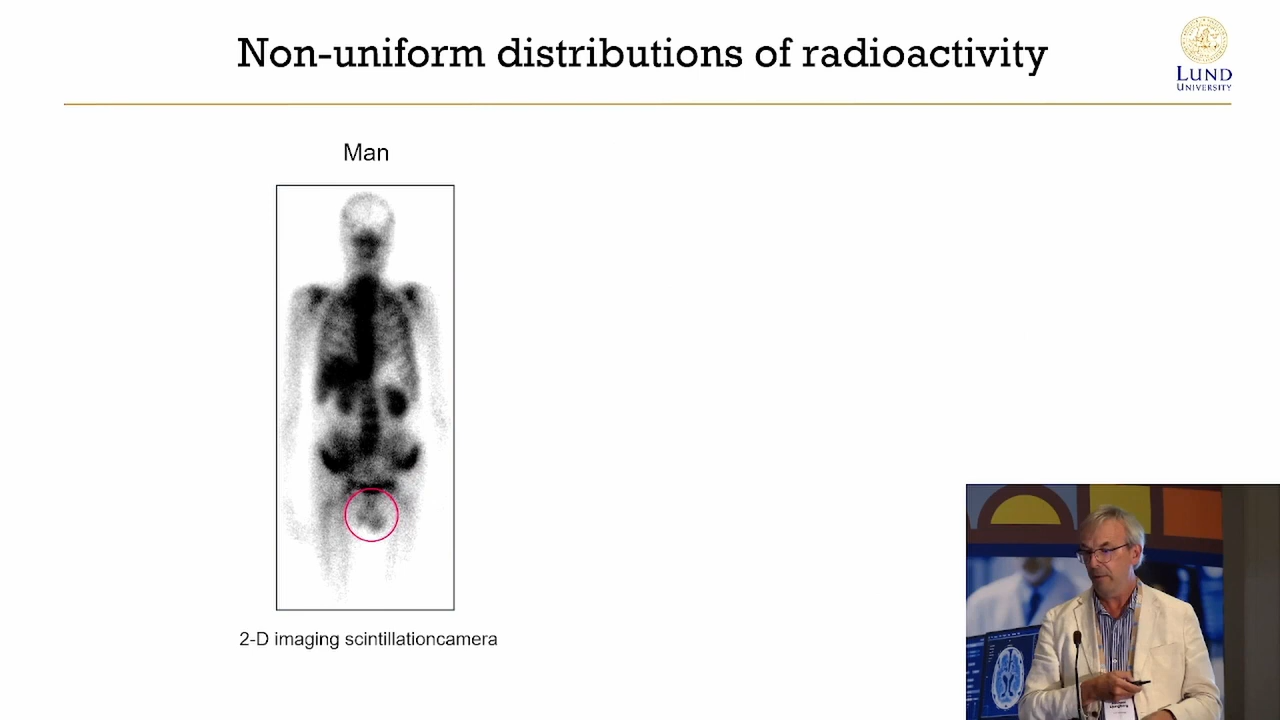 Non-uniform distributions of radioactivity
LUND
UNIVERSITY
Man
2-D imaging scintillationcamera